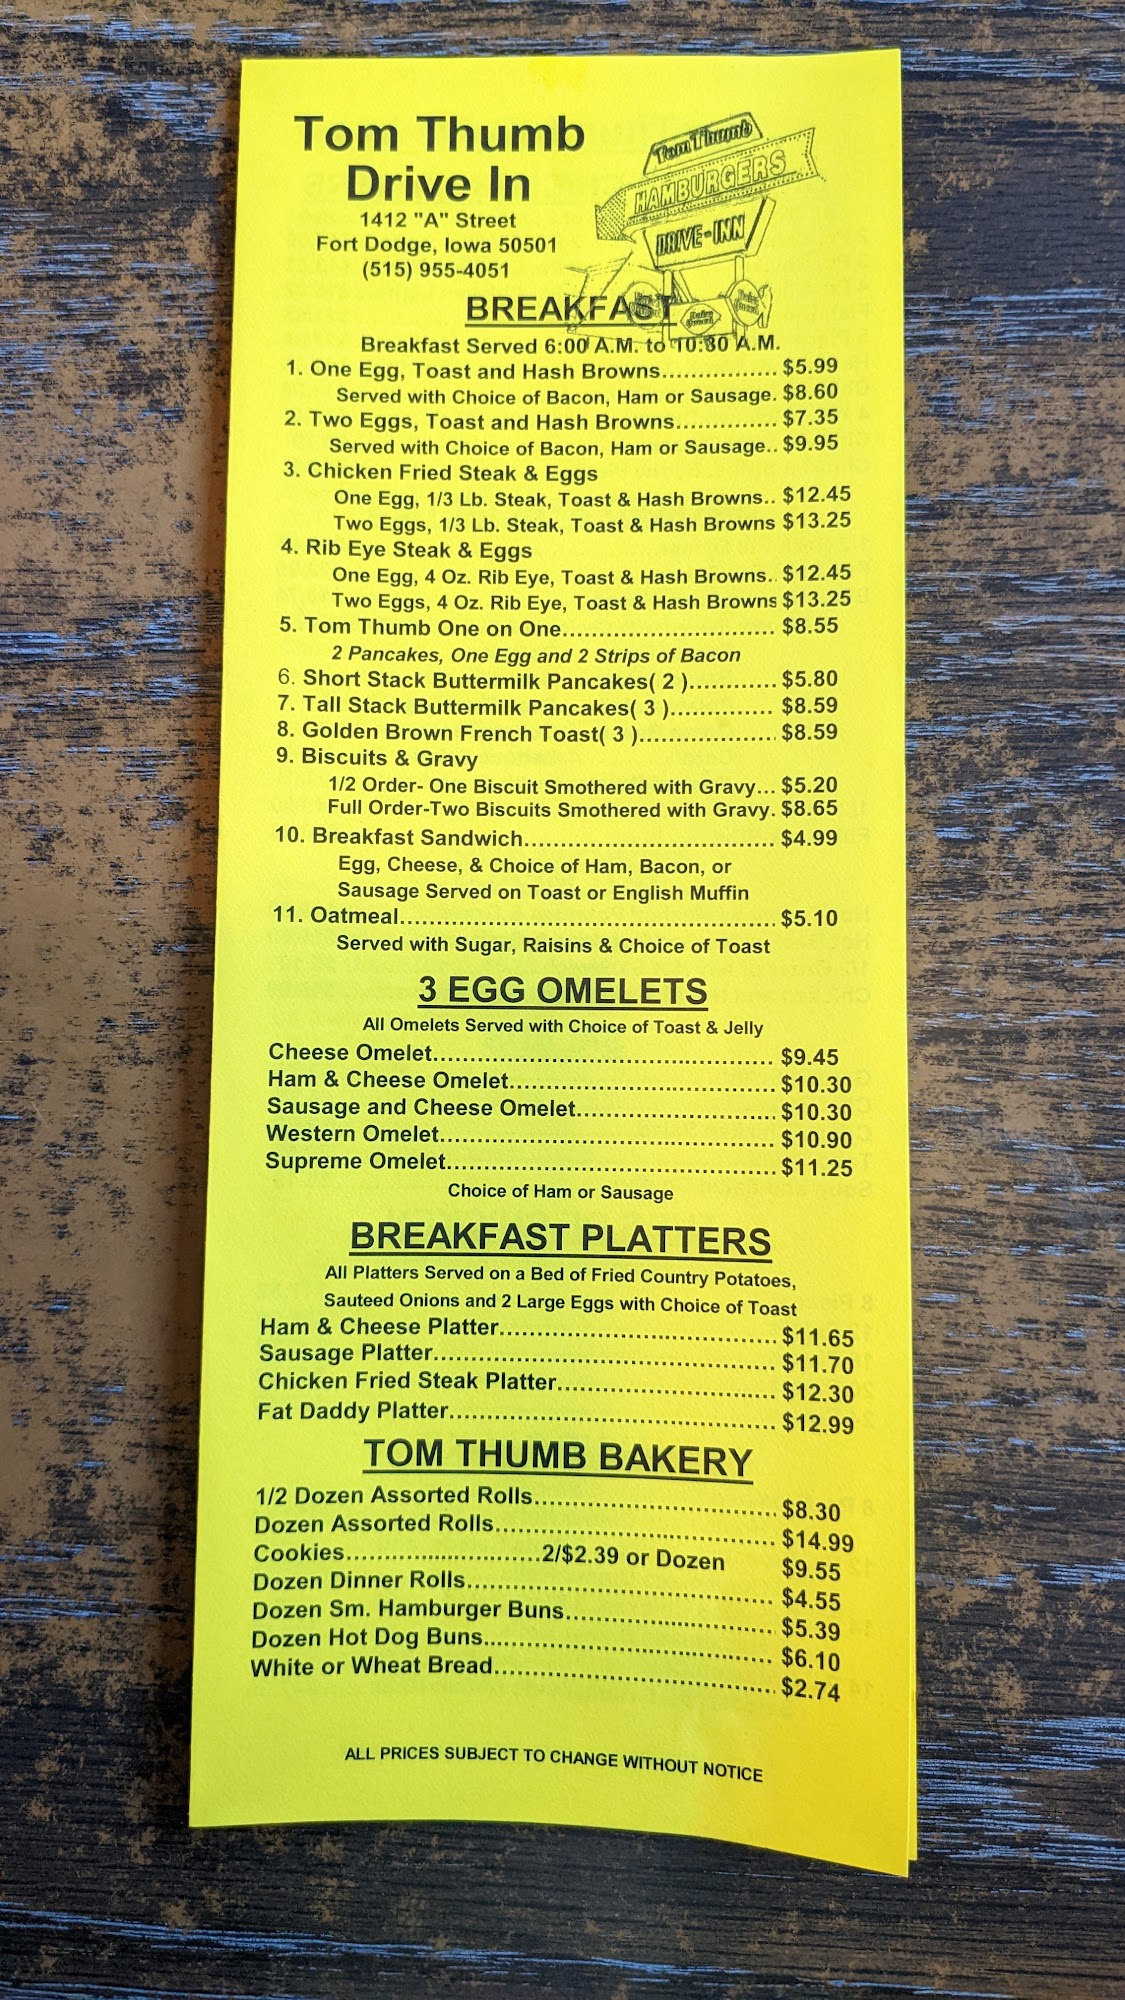 Tom Thumb
Drive In
1412 "A" Street
Fort Dodge, Iowa 50501
(515) 955-4051
Tom Thumb
HAMBURGERS
DRIVE-INN
BREAKFAST
Breakfast Served 6:00 A.M. to 10:30 A.M.
1. One Egg, Toast and Hash Browns................ $5.99
Served with Choice of Bacon, Ham or Sausage. $8.60
2. Two Eggs, Toast and Hash Browns.............. $7.35
Served with Choice of Bacon, Ham or Sausage.. $9.95
3. Chicken Fried Steak & Eggs
One Egg, 1/3 Lb. Steak, Toast & Hash Browns.. $12.45
Two Eggs, 1/3 Lb. Steak, Toast & Hash Browns $13.25
4. Rib Eye Steak & Eggs
One Egg, 4 Oz. Rib Eye, Toast & Hash Browns.. $12.45
Two Eggs, 4 Oz. Rib Eye, Toast & Hash Browns $13.25
5. Tom Thumb One on One............................. $8.55
2 Pancakes, One Egg and 2 Strips of Bacon
6. Short Stack Buttermilk Pancakes( 2 )............ $5.80
7. Tall Stack Buttermilk Pancakes( 3 ).............. $8.59
8. Golden Brown French Toast( 3 )................... $8.59
9. Biscuits & Gravy
1/2 Order- One Biscuit Smothered with Gravy... $5.20
Full Order-Two Biscuits Smothered with Gravy. $8.65
10. Breakfast Sandwich.................................. $4.99
Egg, Cheese, & Choice of Ham, Bacon, or
Sausage Served on Toast or English Muffin
11. Oatmeal................................................... $5.10
Served with Sugar, Raisins & Choice of Toast
3 EGG OMELETS
All Omelets Served with Choice of Toast & Jelly
Cheese Omelet.............................................. $9.45
Ham & Cheese Omelet.................................... $10.30
Sausage and Cheese Omelet........................... $10.30
Western Omelet............................................. $10.90
Supreme Omelet............................................ $11.25
Choice of Ham or Sausage
BREAKFAST PLATTERS
All Platters Served on a Bed of Fried Country Potatoes,
Sauteed Onions and 2 Large Eggs with Choice of Toast
Ham & Cheese Platter..................................... $11.65
Sausage Platter.............................................. $11.70
Chicken Fried Steak Platter............................. $12.30
Fat Daddy Platter............................................ $12.99
TOM THUMB BAKERY
1/2 Dozen Assorted Rolls................................ $8.30
Dozen Assorted Rolls..................................... $14.99
Cookies..........................2/$2.39 or Dozen $9.55
Dozen Dinner Rolls......................................... $4.55
Dozen Sm. Hamburger Buns............................ $5.39
Dozen Hot Dog Buns....................................... $6.10
White or Wheat Bread..................................... $2.74
ALL PRICES SUBJECT TO CHANGE WITHOUT NOTICE